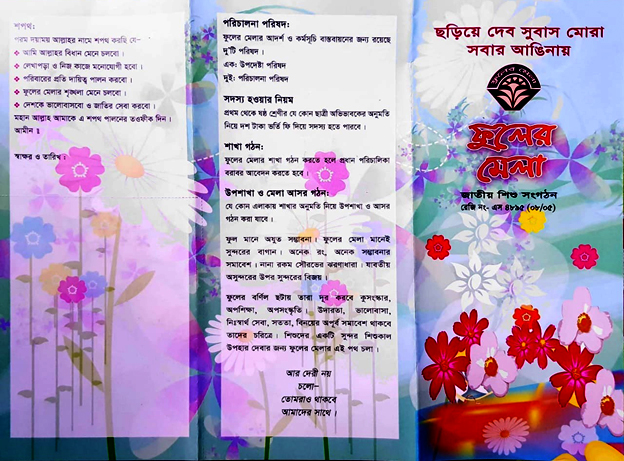 শপথ:
পরম দয়াময় আল্লাহর নামে শপথ করছি যে–
❖ আমি আল্লাহর বিধান মেনে চলবো।
❖ লেখাপড়া ও নিজ কাজে মনোযোগী হবো।
❖ পরিবারের প্রতি দায়িত্ব পালন করবো।
❖ ফুলের মেলার শৃঙ্খলা মেনে চলবো।
❖ দেশকে ভালোবাসবো ও জাতির সেবা করবো।
মহান আল্লাহ আমাকে এ শপথ পালনের তওফীক দিন।
আমীন ঃ
স্বাক্ষর ও তারিখ:
পরিচালনা পরিষদ:
ফুলের মেলার আদর্শ ও কর্মসূচি বাস্তবায়নের জন্য রয়েছে
দু'টি পরিষদ।
এক: উপদেষ্টা পরিষদ
দুই: পরিচালনা পরিষদ
সদস্য হওয়ার নিয়ম
প্রথম থেকে ষষ্ঠ শ্রেণীর যে কোন ছাত্রী অভিভাবকের অনুমতি
নিয়ে দশ টাকা ভর্তি ফি দিয়ে সদস্য হতে পারবে।
শাখা গঠন:
ফুলের মেলার শাখা গঠন করতে হলে প্রধান পরিচালিকা
বরাবর আবেদন করতে হবে।
উপশাখা ও মেলা আসর গঠন:
যে কোন এলাকায় শাখার অনুমতি নিয়ে উপশাখা ও আসর
গঠন করা যাবে।
ফুল মানে অযুত সম্ভাবনা। ফুলের মেলা মানেই
সুন্দরের বাগান। অনেক রং, অনেক সম্ভাবনার
সমাবেশ। নানা রকম সৌরভের ঝরণাধারা। যাবতীয়
অসুন্দরের উপর সুন্দরের বিজয়।
ফুলের বর্ণিল ছটায় তারা দূর করবে কুসংস্কার,
অপশিক্ষা, অপসংস্কৃতি। উদারতা, ভালোবাসা,
নিঃস্বার্থ সেবা, সততা, বিনয়ের অপূর্ব সমাবেশ থাকবে
তাদের চরিত্রে। শিশুদের একটি সুন্দর শিশুকাল
উপহার দেবার জন্য ফুলের মেলার এই পথ চলা।
আর দেরী নয়
চলো–
তোমরাও থাকবে
আমাদের সাথে।
ছড়িয়ে দেব সুবাস মোরা
সবার আঙিনায়
ফুলের মেলা
ফুলের
মেলা
জাতীয় শিশু সংগঠন
রেজি নং- এস ৪৮৯৫ (০৮/০৫)